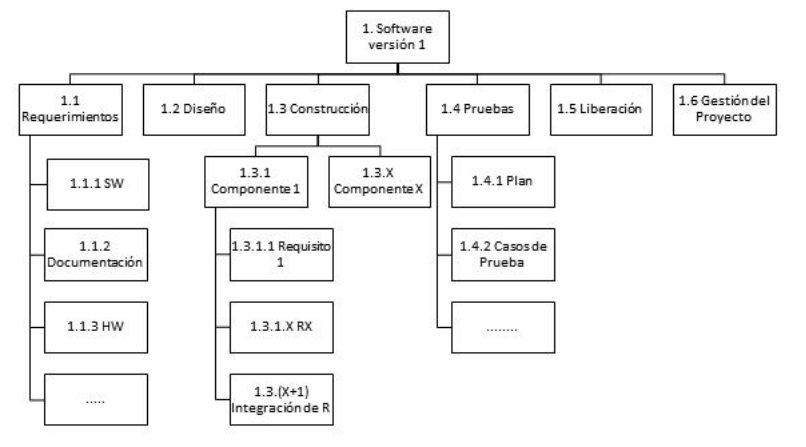 1. Software
versión 1
1.1
Requerimientos
1.2 Diseño
1.3 Construcción
1.4 Pruebas
1.5 Liberación
1.6 Gestión del
Proyecto
1.1.1 SW
1.1.2
Documentación
1.1.3 HW
.....
1.3.1
Componente 1
1.3.X
Componente X
1.3.1.1 Requisito
1
1.3.1.X RX
1.3.(X+1)
Integración de R
1.4.1 Plan
1.4.2 Casos de
Prueba
........